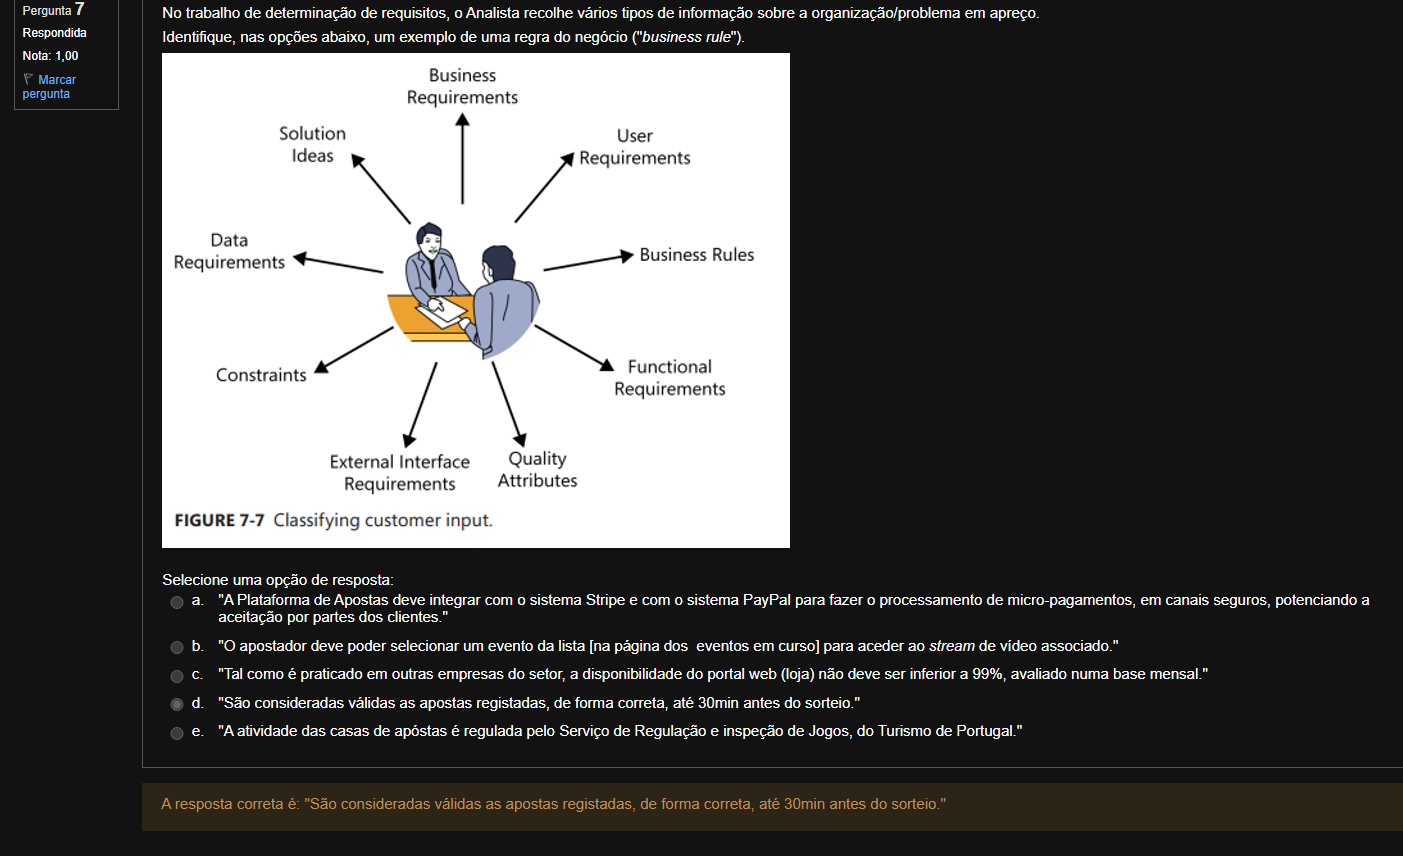 Pergunta 7
Respondida
Nota: 1,00
Marcar
pergunta
No trabalho de determinação de requisitos, o Analista recolhe vários tipos de informação sobre a organização/problema em apreço.
Identifique, nas opções abaixo, um exemplo de uma regra do negócio ("business rule").
Business
Requirements
Solution
Ideas
User
Requirements
Data
Requirements
Business Rules
Constraints
Functional
Requirements
External Interface
Requirements
Quality
Attributes
FIGURE 7-7 Classifying customer input.
Selecione uma opção de resposta:
a. "A Plataforma de Apostas deve integrar com o sistema Stripe e com o sistema PayPal para fazer o processamento de micro-pagamentos, em canais seguros, potenciando a
aceitação por partes dos clientes."
b. "O apostador deve poder selecionar um evento da lista [na página dos eventos em curso] para aceder ao stream de vídeo associado."
c. "Tal como é praticado em outras empresas do setor, a disponibilidade do portal web (loja) não deve ser inferior a 99%, avaliado numa base mensal."
d. "São consideradas válidas as apostas registadas, de forma correta, até 30min antes do sorteio."
e. "A atividade das casas de apóstas é regulada pelo Serviço de Regulação e inspeção de Jogos, do Turismo de Portugal."
A resposta correta é: "São consideradas válidas as apostas registadas, de forma correta, até 30min antes do sorteio."